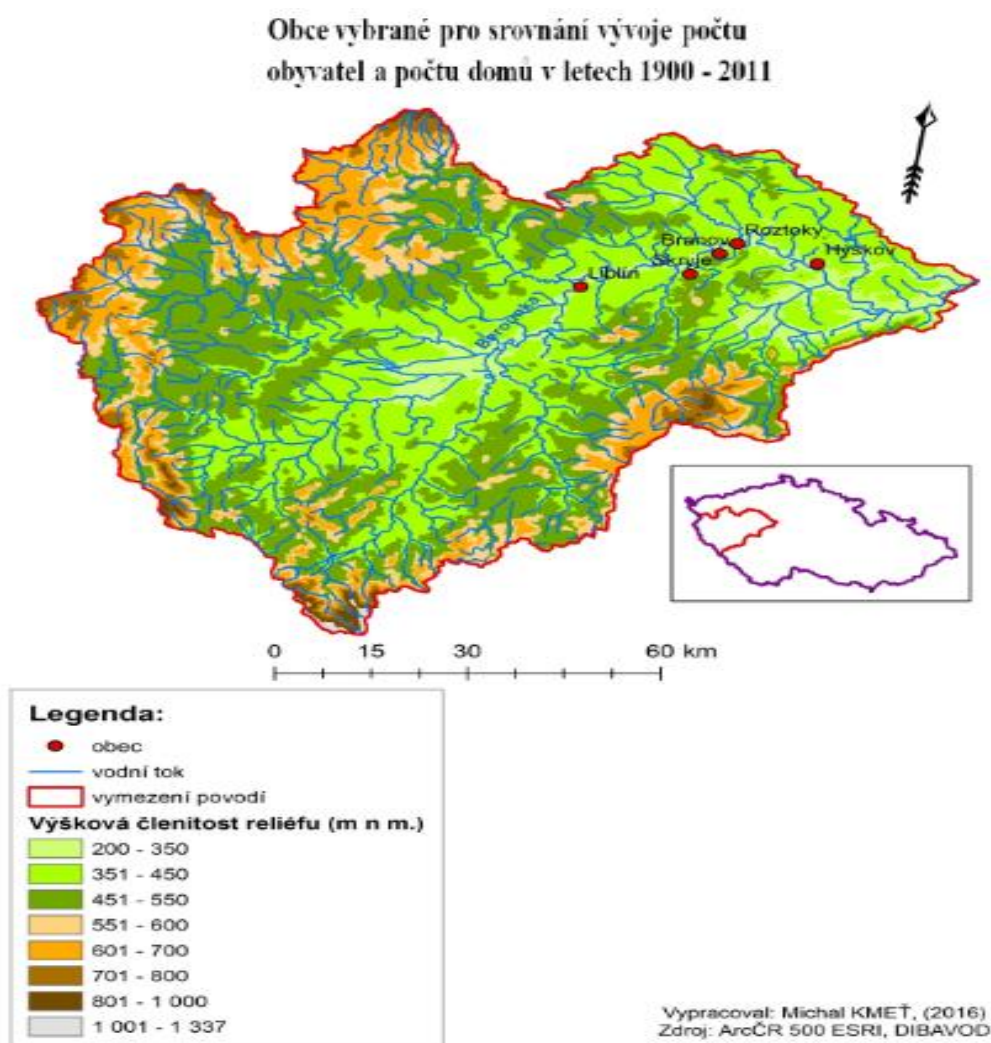 Obce vybrané pro srovnání vývoje počtu
obyvatel a počtu domů v letech 1900 - 2011
Roztoky
Branov
Hýskov
Skryje
Liblín
Berounka
0 15 30 60 km
Legenda:
obec
vodní tok
vymezení povodí
Výšková členitost reliéfu (m n m.)
200 - 350
351 - 450
451 - 550
551 - 600
601 - 700
701 - 800
801 - 1 000
1 001 - 1 337
Vypracoval: Michal KMEŤ, (2016)
Zdroj: ArcČR 500 ESRI, DIBAVOD